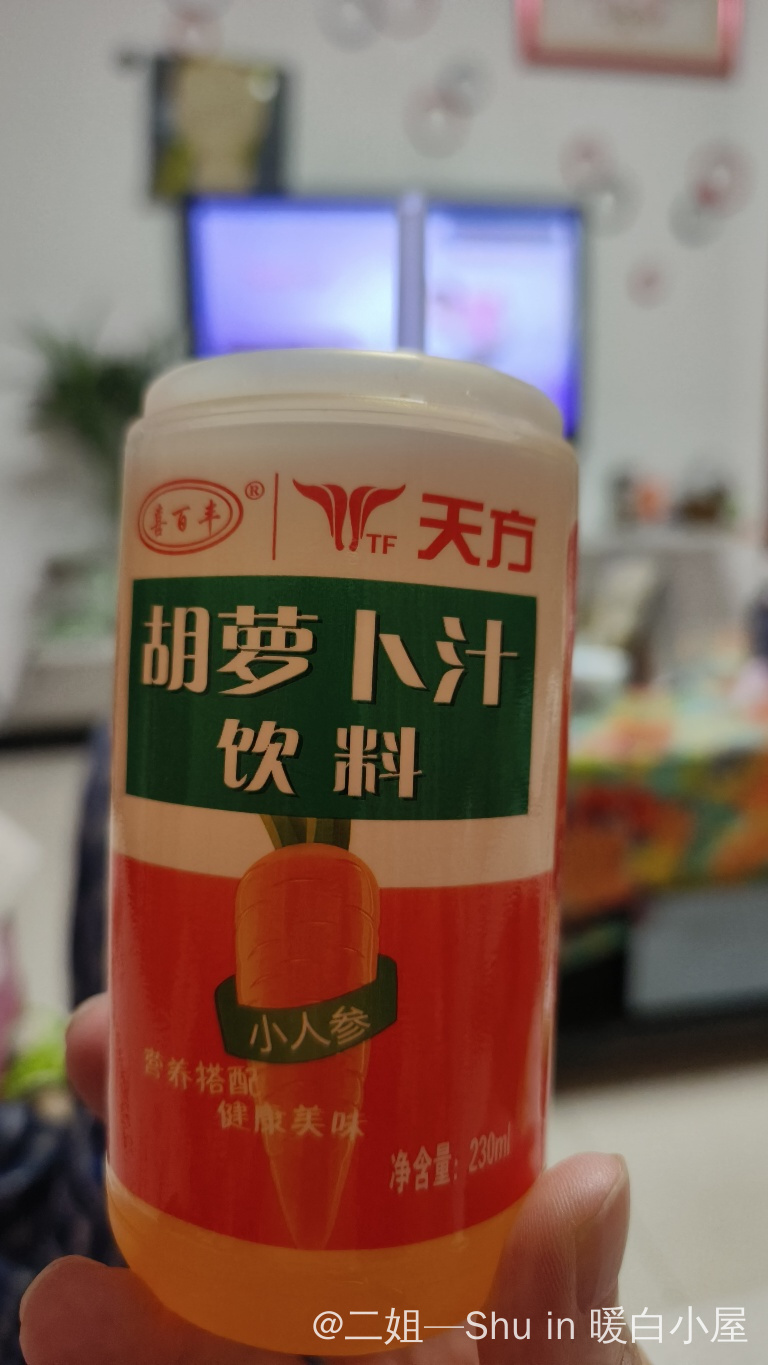 喜百丰® TF 天方
胡萝卜汁
饮料
小人参
营养搭配
健康美味
净含量：230ml
@二姐—Shu in 暖白小屋